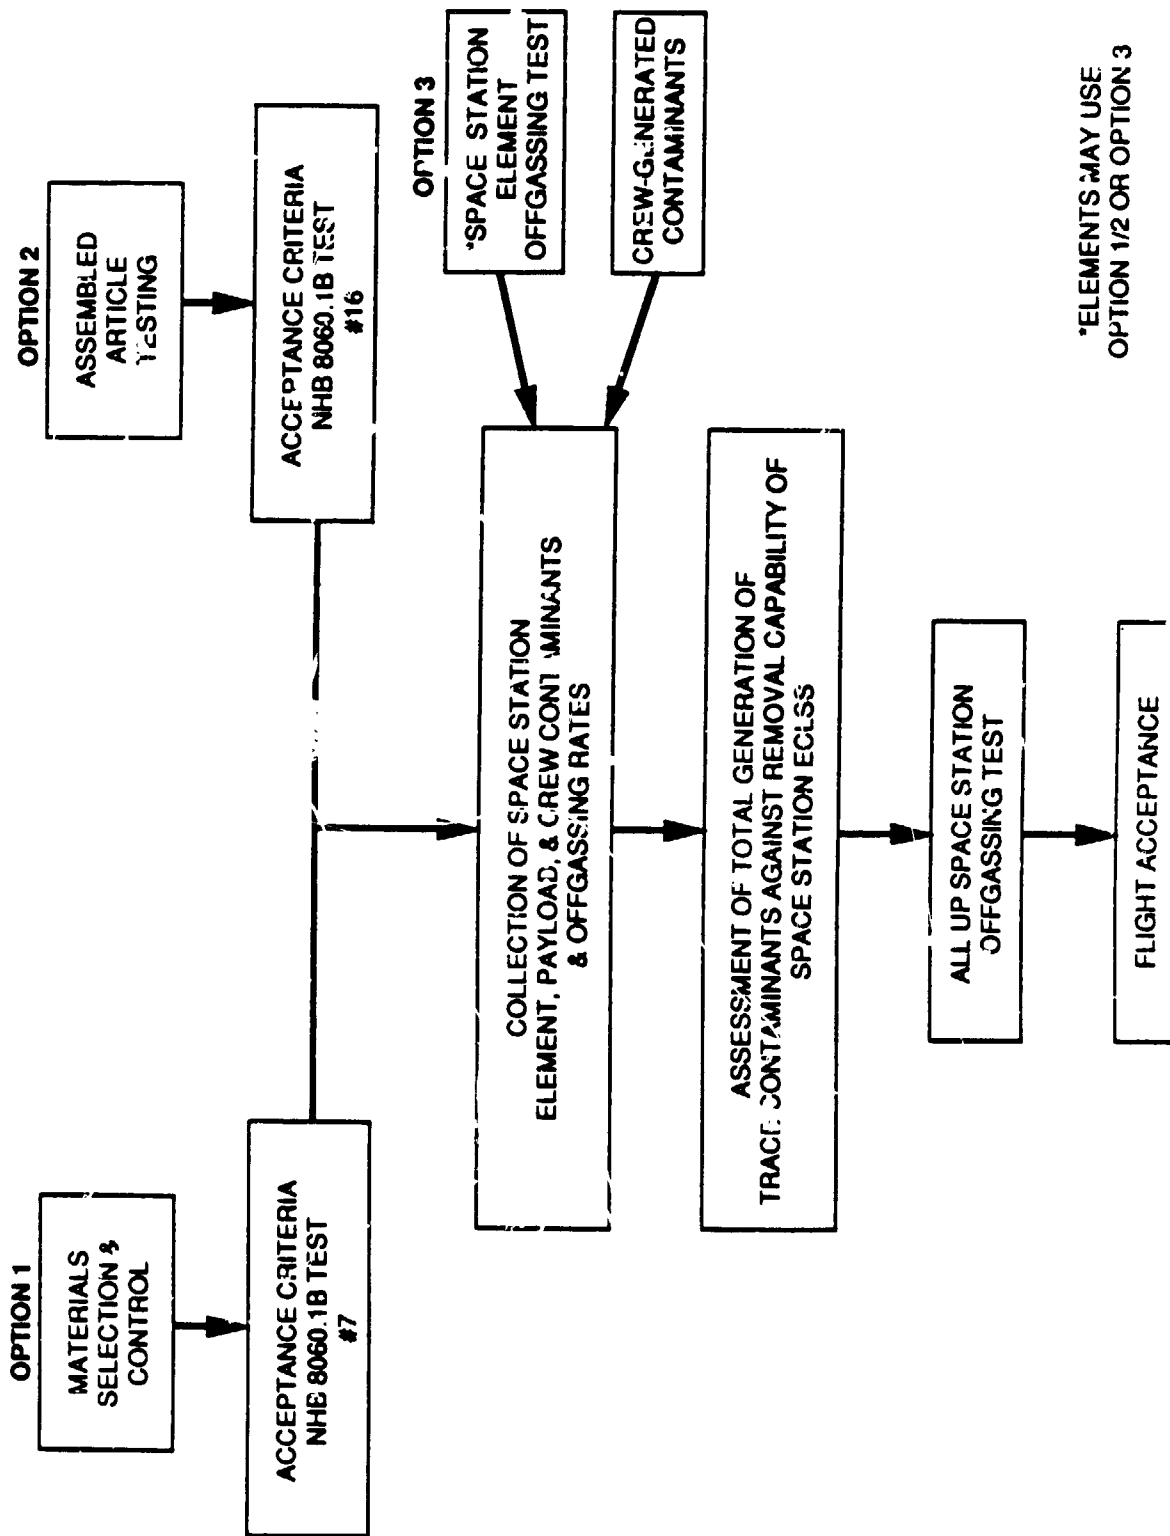 OPTION 1
MATERIALS
SELECTION &
CONTROL
ACCEPTANCE CRITERIA
NHB 8060.1B TEST
#7
OPTION 2
ASSEMBLED
ARTICLE
TESTING
ACCEPTANCE CRITERIA
NHB 8060.1B TEST
#16
OPTION 3
*SPACE STATION
ELEMENT
OFFGASSING TEST
CREW-GENERATED
CONTAMINANTS
COLLECTION OF SPACE STATION
ELEMENT, PAYLOAD, & CREW CONTAMINANTS
& OFFGASSING RATES
ASSESSMENT OF TOTAL GENERATION OF
TRACE CONTAMINANTS AGAINST REMOVAL CAPABILITY OF
SPACE STATION ECLSS
ALL UP SPACE STATION
OFFGASSING TEST
FLIGHT ACCEPTANCE
*ELEMENTS MAY USE
OPTION 1/2 OR OPTION 3